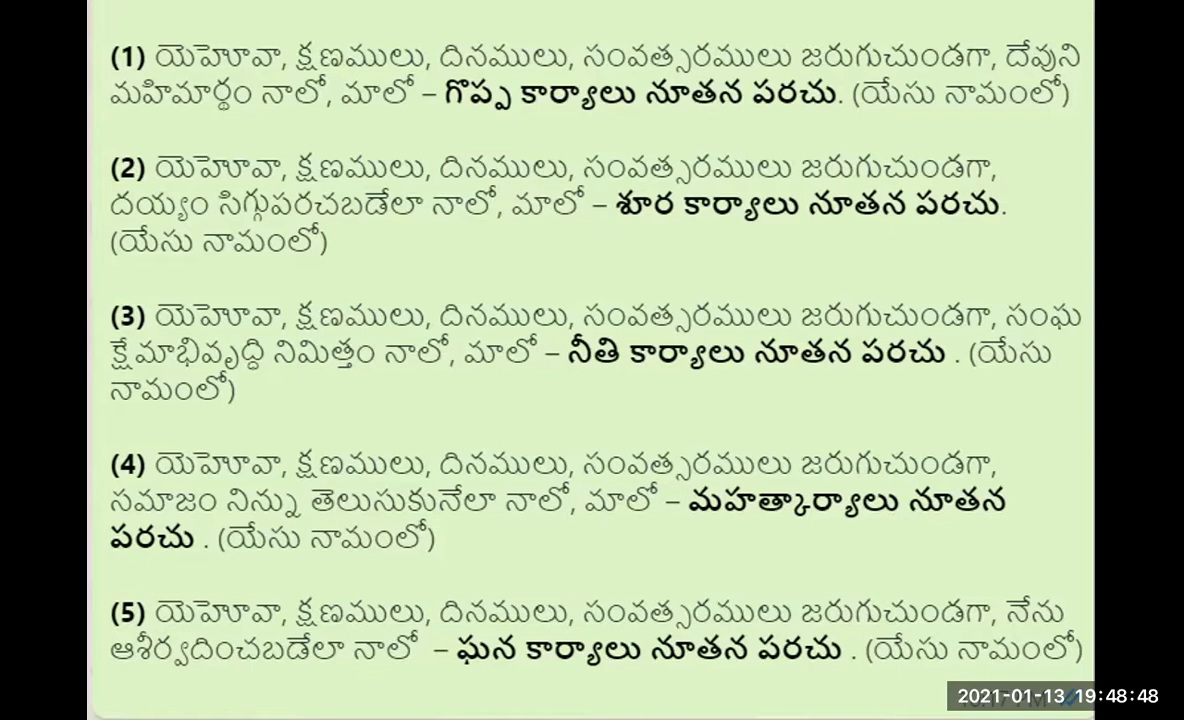 (1) యెహెూవా, క్షణములు, దినములు, సంవత్సరములు జరుగుచుండగా, దేవుని
మహిమార్థం నాలో, మాలో – గొప్ప కార్యాలు నూతన పరచు. (యేసు నామంలో)
(2) యెహెూవా, క్షణములు, దినములు, సంవత్సరములు జరుగుచుండగా,
దయ్యం సిగ్గుపరచబడేలా నాలో, మాలో – శూర కార్యాలు నూతన పరచు.
(యేసు నామంలో)
(3) యెహెూవా, క్షణములు, దినములు, సంవత్సరములు జరుగుచుండగా, సంఘ
క్షేమాభివృద్ధి నిమిత్తం నాలో, మాలో – నీతి కార్యాలు నూతన పరచు . (యేసు
నామంలో)
(4) యెహెూవా, క్షణములు, దినములు, సంవత్సరములు జరుగుచుండగా,
సమాజం నిన్ను తెలుసుకునేలా నాలో, మాలో – మహత్కార్యాలు నూతన
పరచు . (యేసు నామంలో)
(5) యెహెూవా, క్షణములు, దినములు, సంవత్సరములు జరుగుచుండగా, నేను
ఆశీర్వదించబడేలా నాలో – ఘన కార్యాలు నూతన పరచు . (యేసు నామంలో)
2021-01-13 19:48:48